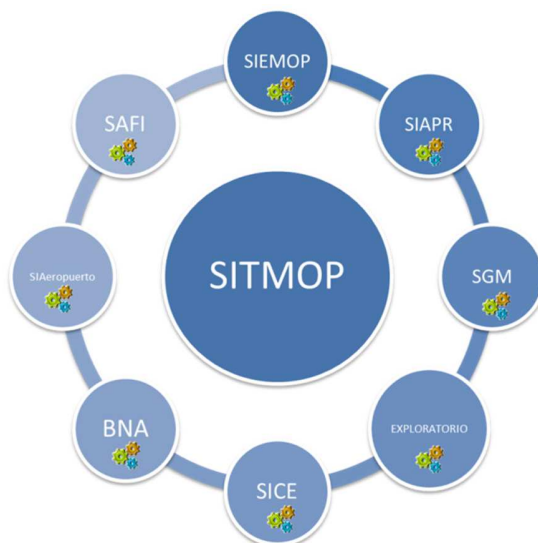 SIEMOP
SIAPR
SGM
EXPLORATORIO
SICE
BNA
SIAeropuerto
SAFI
SITMOP